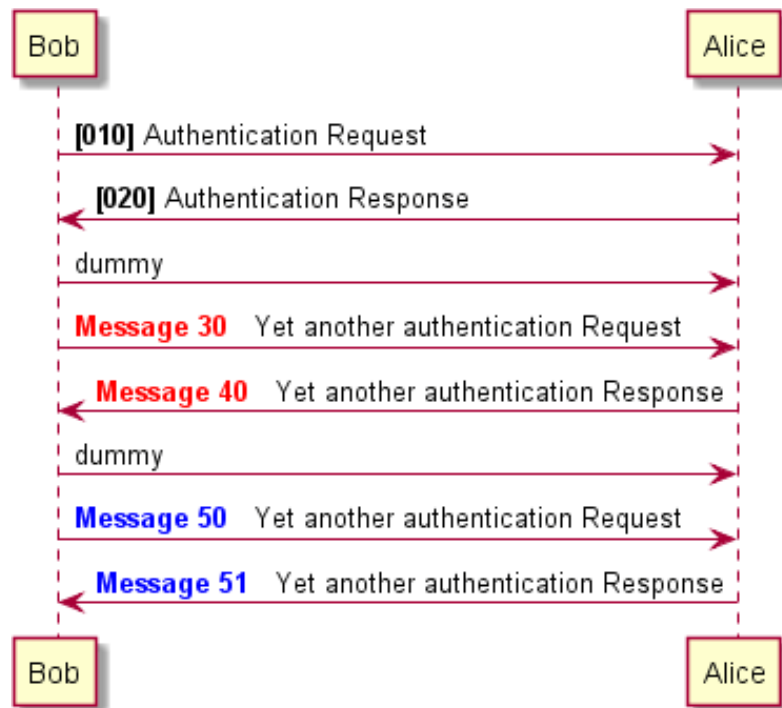 Bob Alice
[010] Authentication Request
[020] Authentication Response
dummy
Message 30 Yet another authentication Request
Message 40 Yet another authentication Response
dummy
Message 50 Yet another authentication Request
Message 51 Yet another authentication Response
Bob Alice